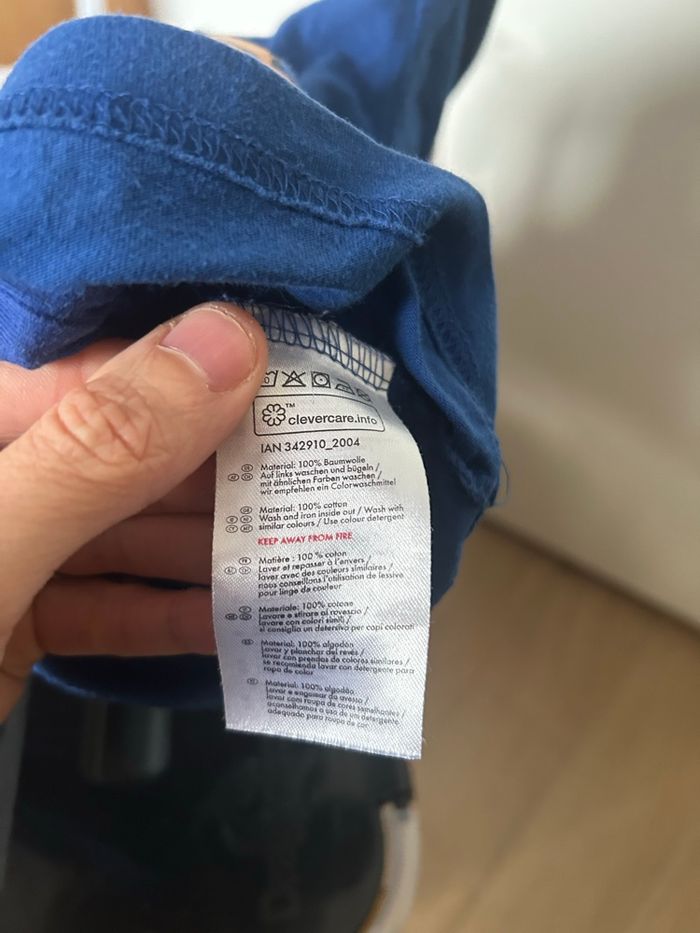 ™
clevercare.info
IAN 342910_2004
Material: 100% Baumwolle
Auf links waschen und bügeln /
mit ähnlichen Farben waschen /
wir empfehlen ein Colorwaschmittel
Material: 100% cotton
Wash and iron inside out / Wash with
similar colours / Use colour detergent
KEEP AWAY FROM FIRE
Matière : 100 % coton
Laver et repasser à l'envers /
laver avec des couleurs similaires /
nous conseillons l'utilisation de lessive
pour linge de couleur
Materiale: 100% cotone
Lavare e stirare al rovescio /
lavare con colori simili /
si consiglia un detersivo per capi colorati
Material: 100% algodón
Lavar y planchar del revés /
lavar con prendas de colores similares /
se recomienda lavar con detergente para
ropa de color
Material: 100% algodão
Lavar e engomar do avesso /
lavar com roupa de cores semelhantes /
aconselhamos o uso de um detergente
adequado para roupa de cor